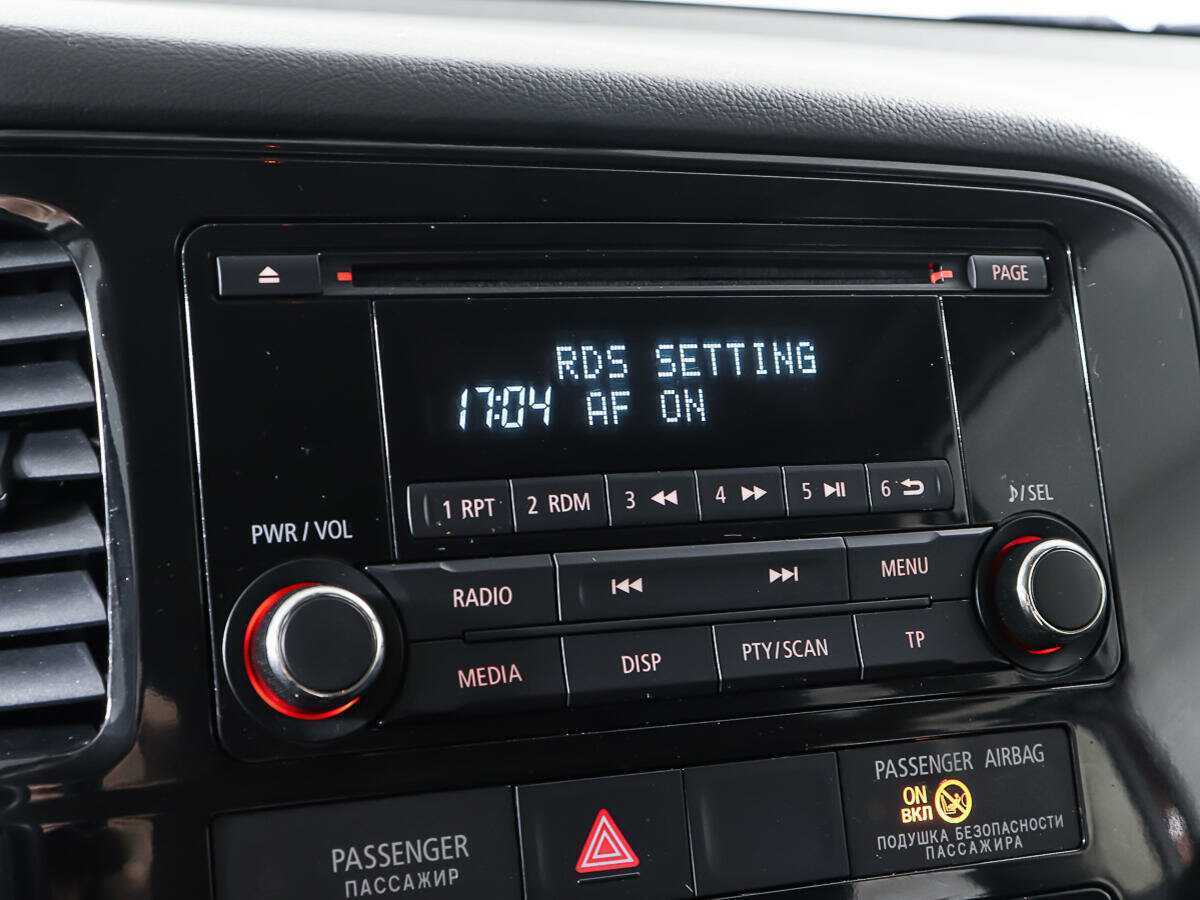 PAGE
RDS SETTING
17:04 AF ON
1 RPT 2 RDM 3 4 5 6
PWR / VOL
♪/SEL
RADIO MENU
MEDIA DISP PTY/SCAN TP
PASSENGER AIRBAG
ON
ВКЛ
ПОДУШКА БЕЗОПАСНОСТИ
ПАССАЖИРА
PASSENGER
ПАССАЖИР